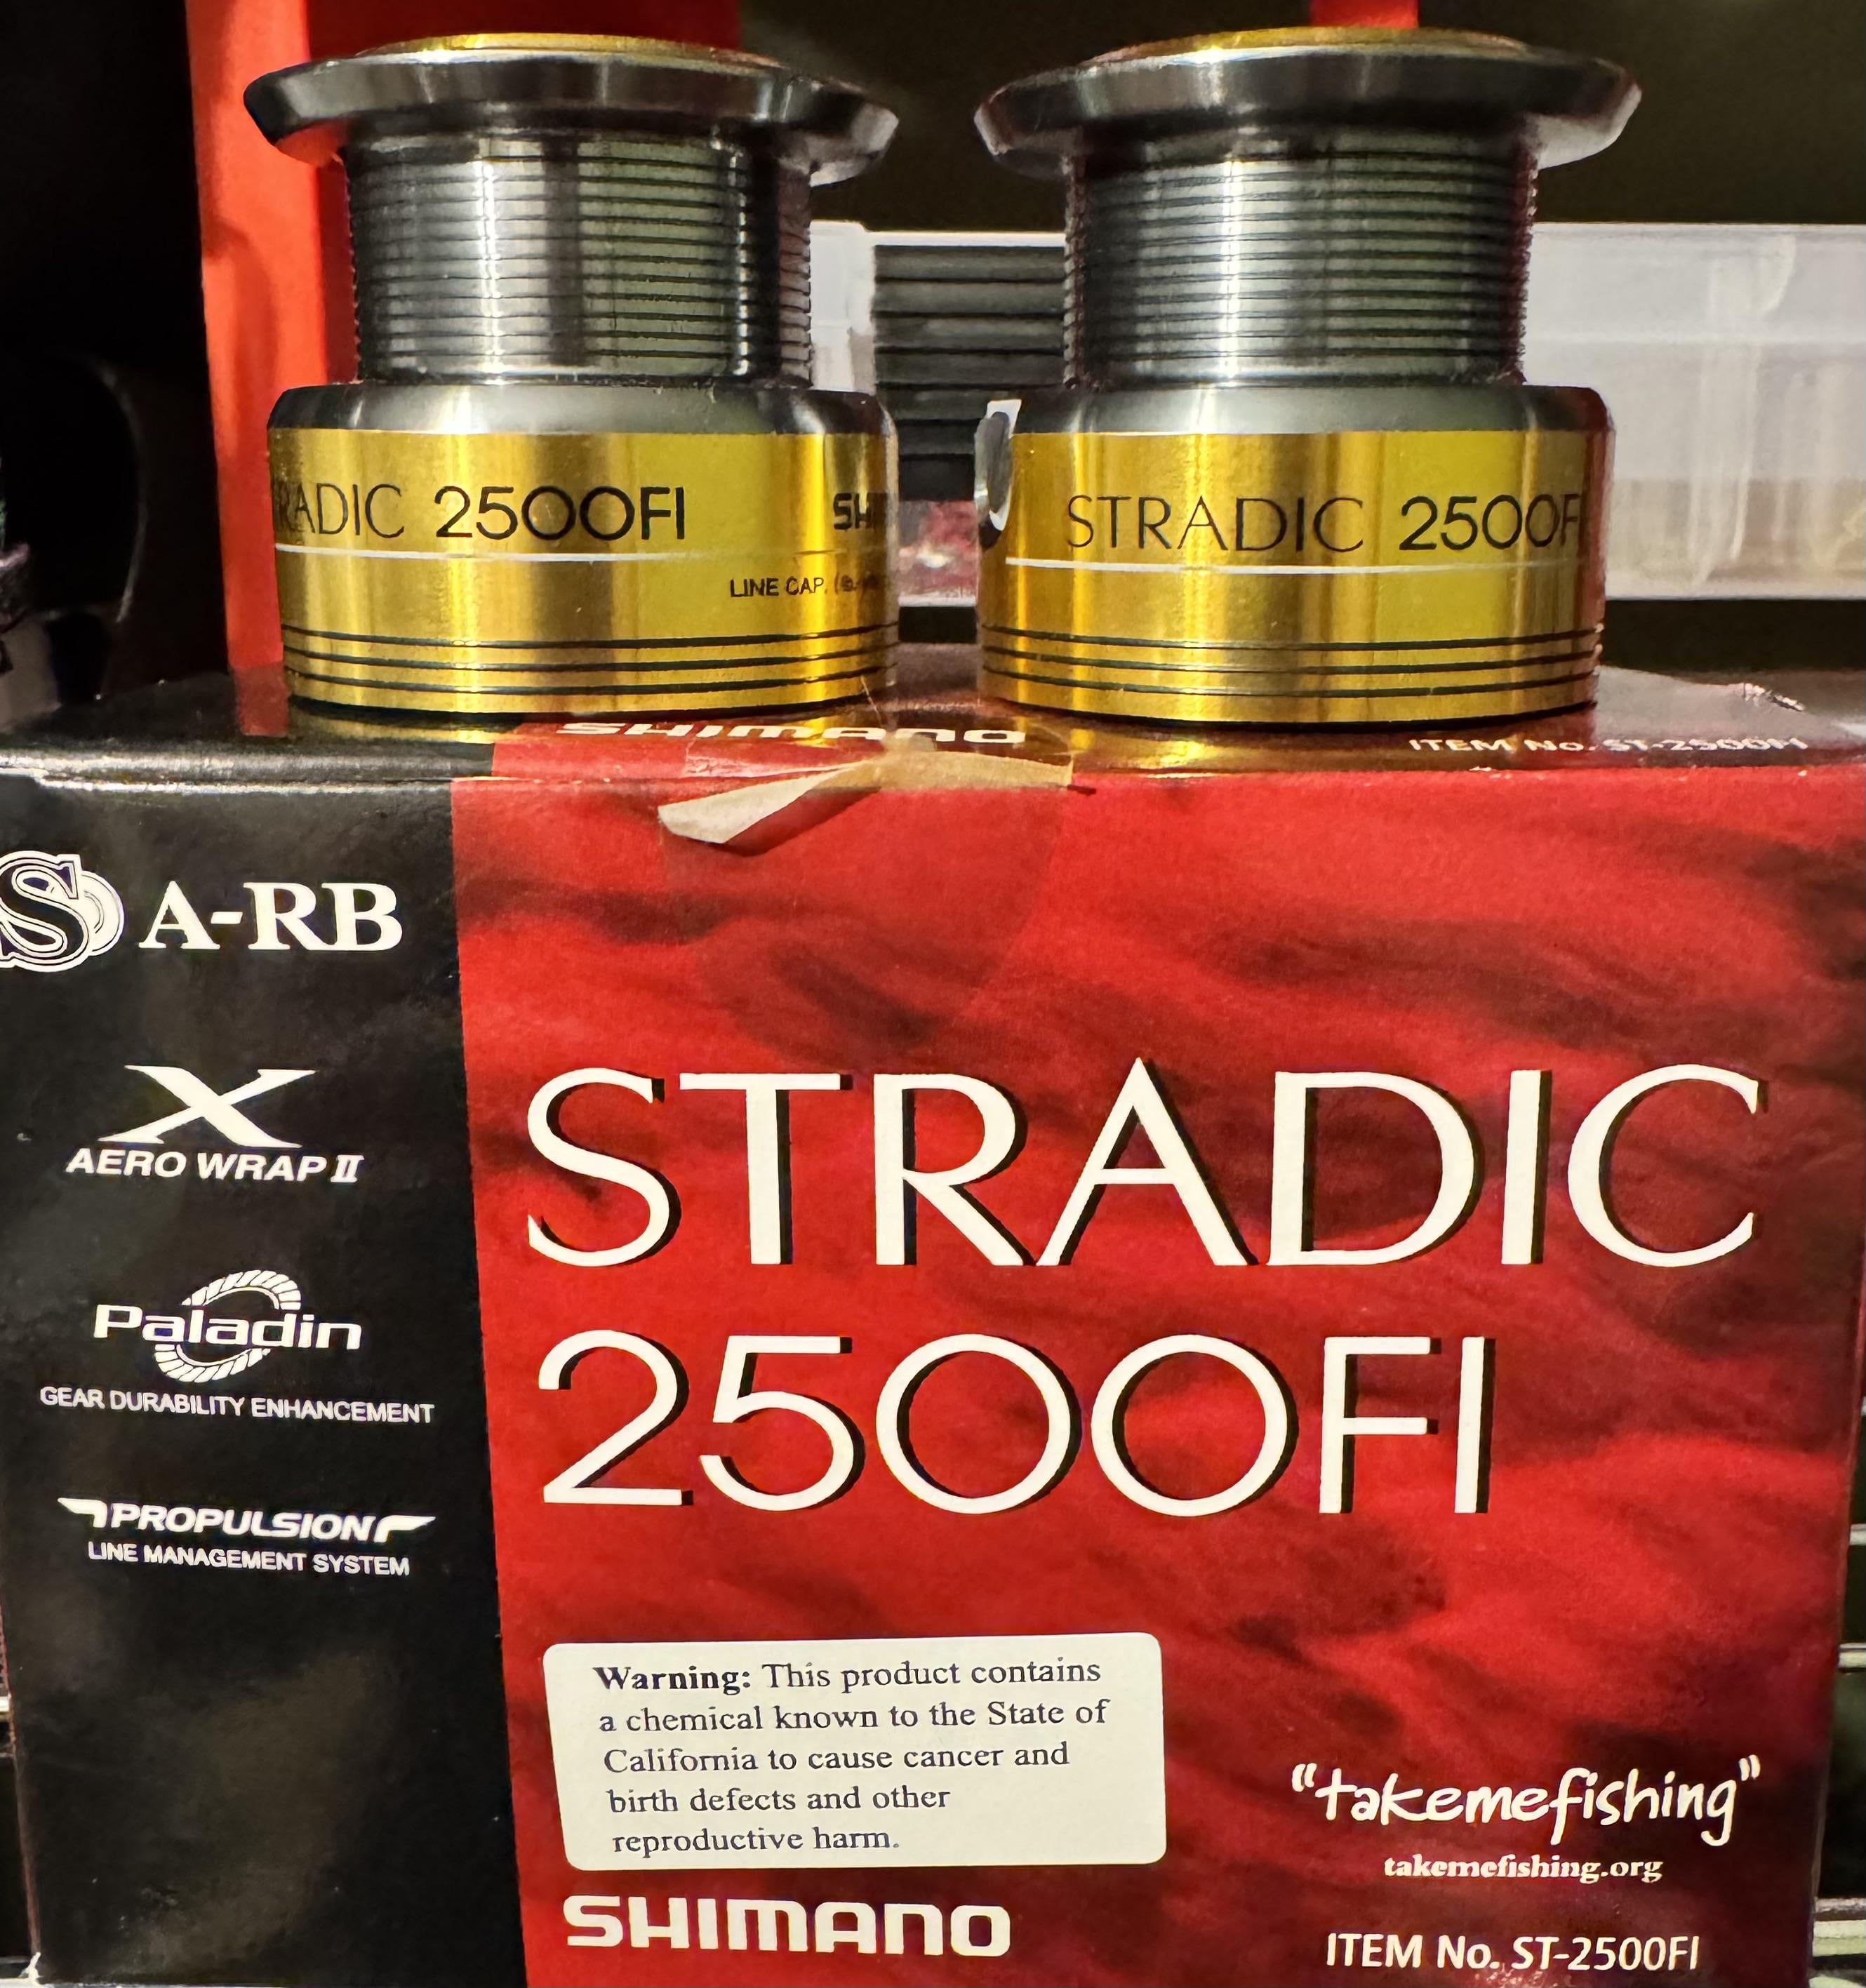 RADIC 2500FI
SHI
LINE CAP.
STRADIC 2500F
SHIMANO
ITEM No. ST-2500FI
S A-RB
X
AERO WRAP II
Paladin
GEAR DURABILITY ENHANCEMENT
PROPULSION
LINE MANAGEMENT SYSTEM
STRADIC
2500FI
Warning: This product contains
a chemical known to the State of
California to cause cancer and
birth defects and other
reproductive harm.
"takemefishing"
takemefishing.org
SHIMANO
ITEM No. ST-2500FI